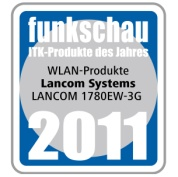 funkschau
ITK-Produkte des Jahres
WLAN-Produkte
Lancom Systems
LANCOM 1780EW-3G
2011